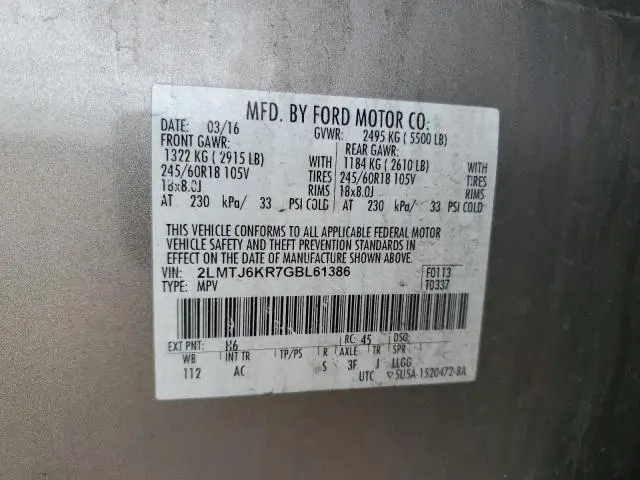 MFD. BY FORD MOTOR CO.
DATE: 03/16 GVWR: 2495 KG ( 5500 LB)
FRONT GAWR: REAR GAWR:
1322 KG ( 2915 LB) WITH 1184 KG ( 2610 LB) WITH
245/60R18 105V TIRES 245/60R18 105V TIRES
18x8.0J RIMS 18x8.0J RIMS
AT 230 kPa/ 33 PSI COLD AT 230 kPa/ 33 PSI COLD
THIS VEHICLE CONFORMS TO ALL APPLICABLE FEDERAL MOTOR
VEHICLE SAFETY AND THEFT PREVENTION STANDARDS IN
EFFECT ON THE DATE OF MANUFACTURE SHOWN ABOVE.
VIN: 2LMTJ6KR7GBL61386 F0113
TYPE: MPV T0337
EXT PNT: H6 RC: 45 DSO:
WB INT TR TP/PS R AXLE TR SPR
112 AC S 3F J LLGG
UTC 5U5A-1520472-BA